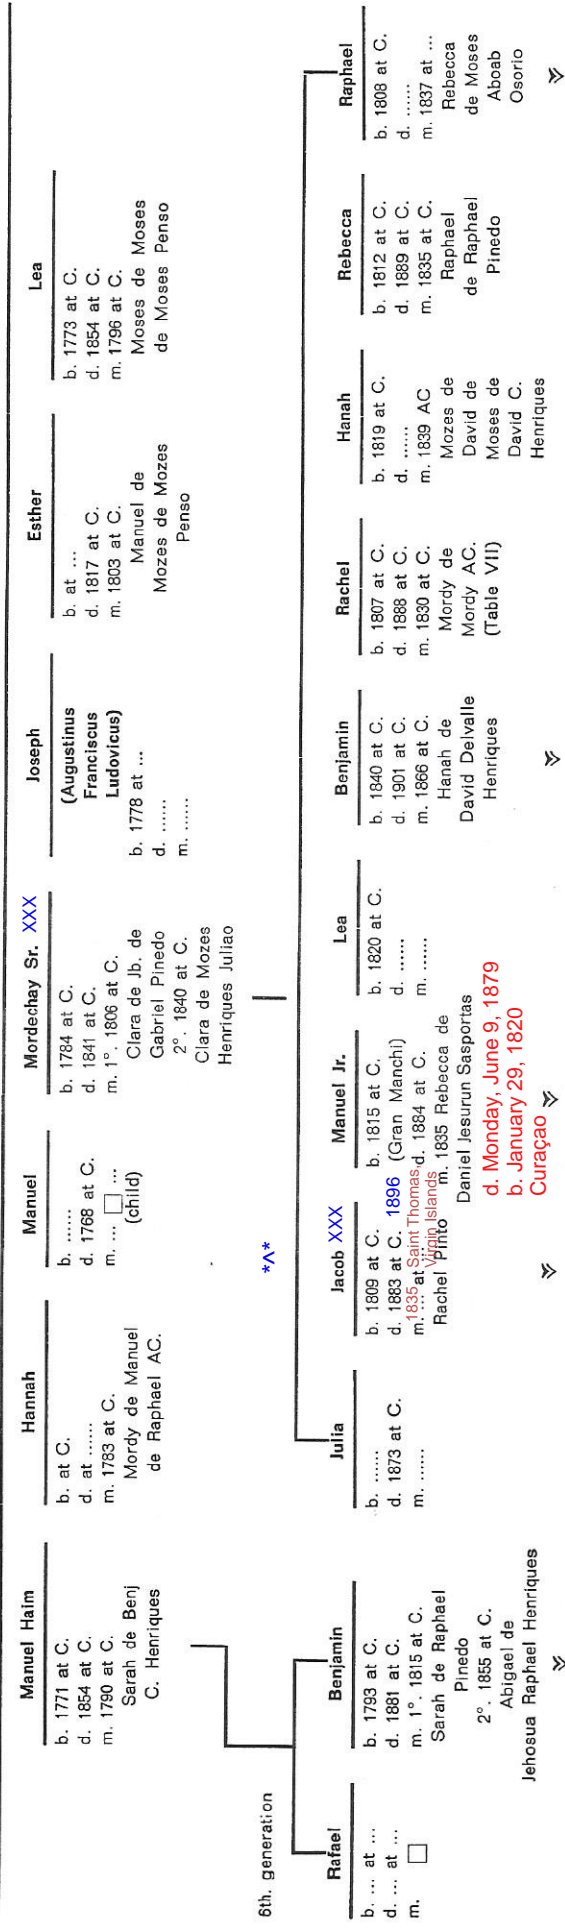 Manuel Haim
b. 1771 at C.
d. 1854 at C.
m. 1790 at C.
Sarah de Benj
C. Henriques
Hannah
b. at C.
d. at ......
m. 1783 at C.
Mordy de Manuel
de Raphael AC.
Manuel
b. ......
d. 1768 at C.
m. ... □ ...
(child)
Mordechay Sr. XXX
b. 1784 at C.
d. 1841 at C.
m. 1°. 1806 at C.
Clara de Jb. de
Gabriel Pinedo
2°. 1840 at C.
Clara de Mozes
Henriques Juliao
Joseph
(Augustinus
Franciscus
Ludovicus)
b. 1778 at ...
d. ......
m. ......
Esther
b. at ...
d. 1817 at C.
m. 1803 at C.
Manuel de
Mozes de Mozes
Penso
Lea
b. 1773 at C.
d. 1854 at C.
m. 1796 at C.
Moses de Moses
de Moses Penso
*^*
6th. generation
Rafael
b. ... at ...
d. ... at ...
m. □
Benjamin
b. 1793 at C.
d. 1881 at C.
m. 1°. 1815 at C.
Sarah de Raphael
Pinedo
2°. 1855 at C.
Abigael de
Jehosua Raphael Henriques
Julia
b. ......
d. 1873 at C.
m. ......
Jacob XXX
b. 1809 at C.
d. 1883 at C. 1896
m. ... at ...
1835 Saint Thomas,
Virgin Islands
Rachel Pinto
Manuel Jr.
b. 1815 at C.
(Gran Manchi)
d. 1884 at C.
m. 1835 Rebecca de
Daniel Jesurun Sasportas
Lea
b. 1820 at C.
d. ......
m. ......
d. Monday, June 9, 1879
b. January 29, 1820
Curaçao
Benjamin
b. 1840 at C.
d. 1901 at C.
m. 1866 at C.
Hanah de
David Delvalle
Henriques
Rachel
b. 1807 at C.
d. 1888 at C.
m. 1830 at C.
Mordy de
Mordy AC.
(Table VII)
Hanah
b. 1819 at C.
d. ......
m. 1839 AC
Mozes de
David de
Moses de
David C.
Henriques
Rebecca
b. 1812 at C.
d. 1889 at C.
m. 1835 at C.
Raphael
de Raphael
Pinedo
Raphael
b. 1808 at C.
d. ......
m. 1837 at ...
Rebecca
de Moses
Aboab
Osorio